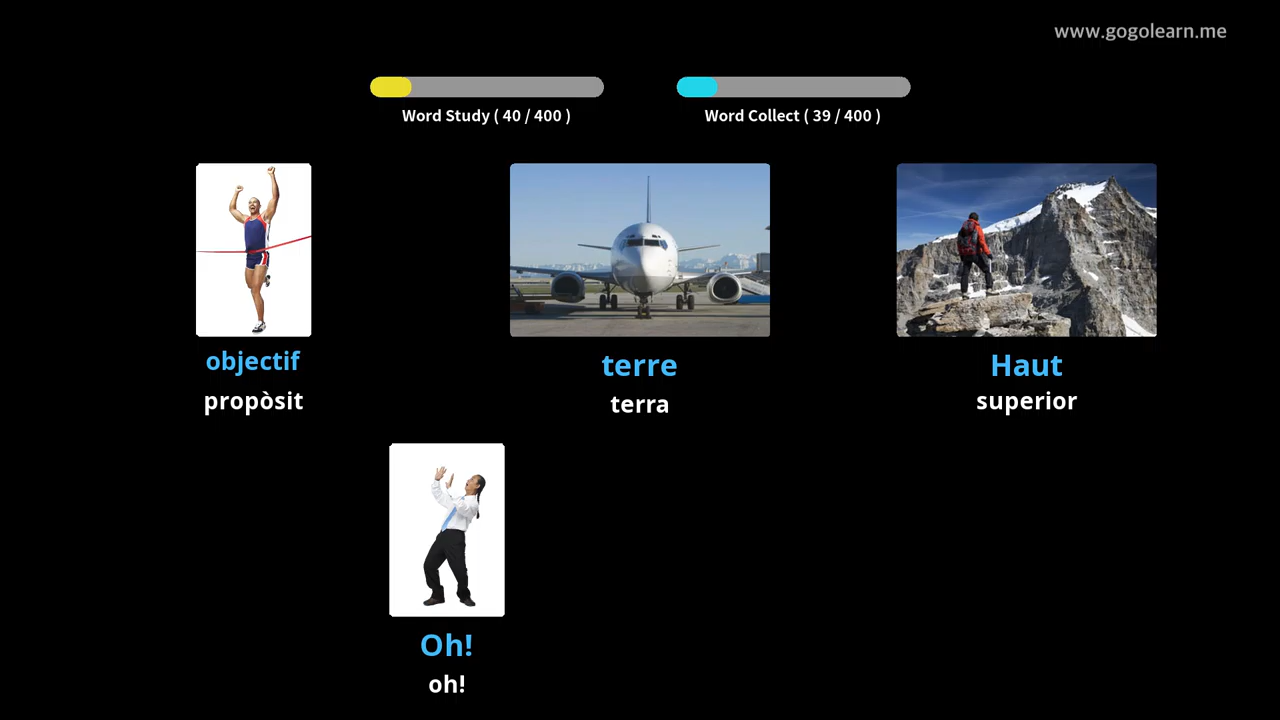 www.gogolearn.me
Word Study ( 40 / 400 )
Word Collect ( 39 / 400 )
objectif
propòsit
terre
terra
Haut
superior
Oh!
oh!